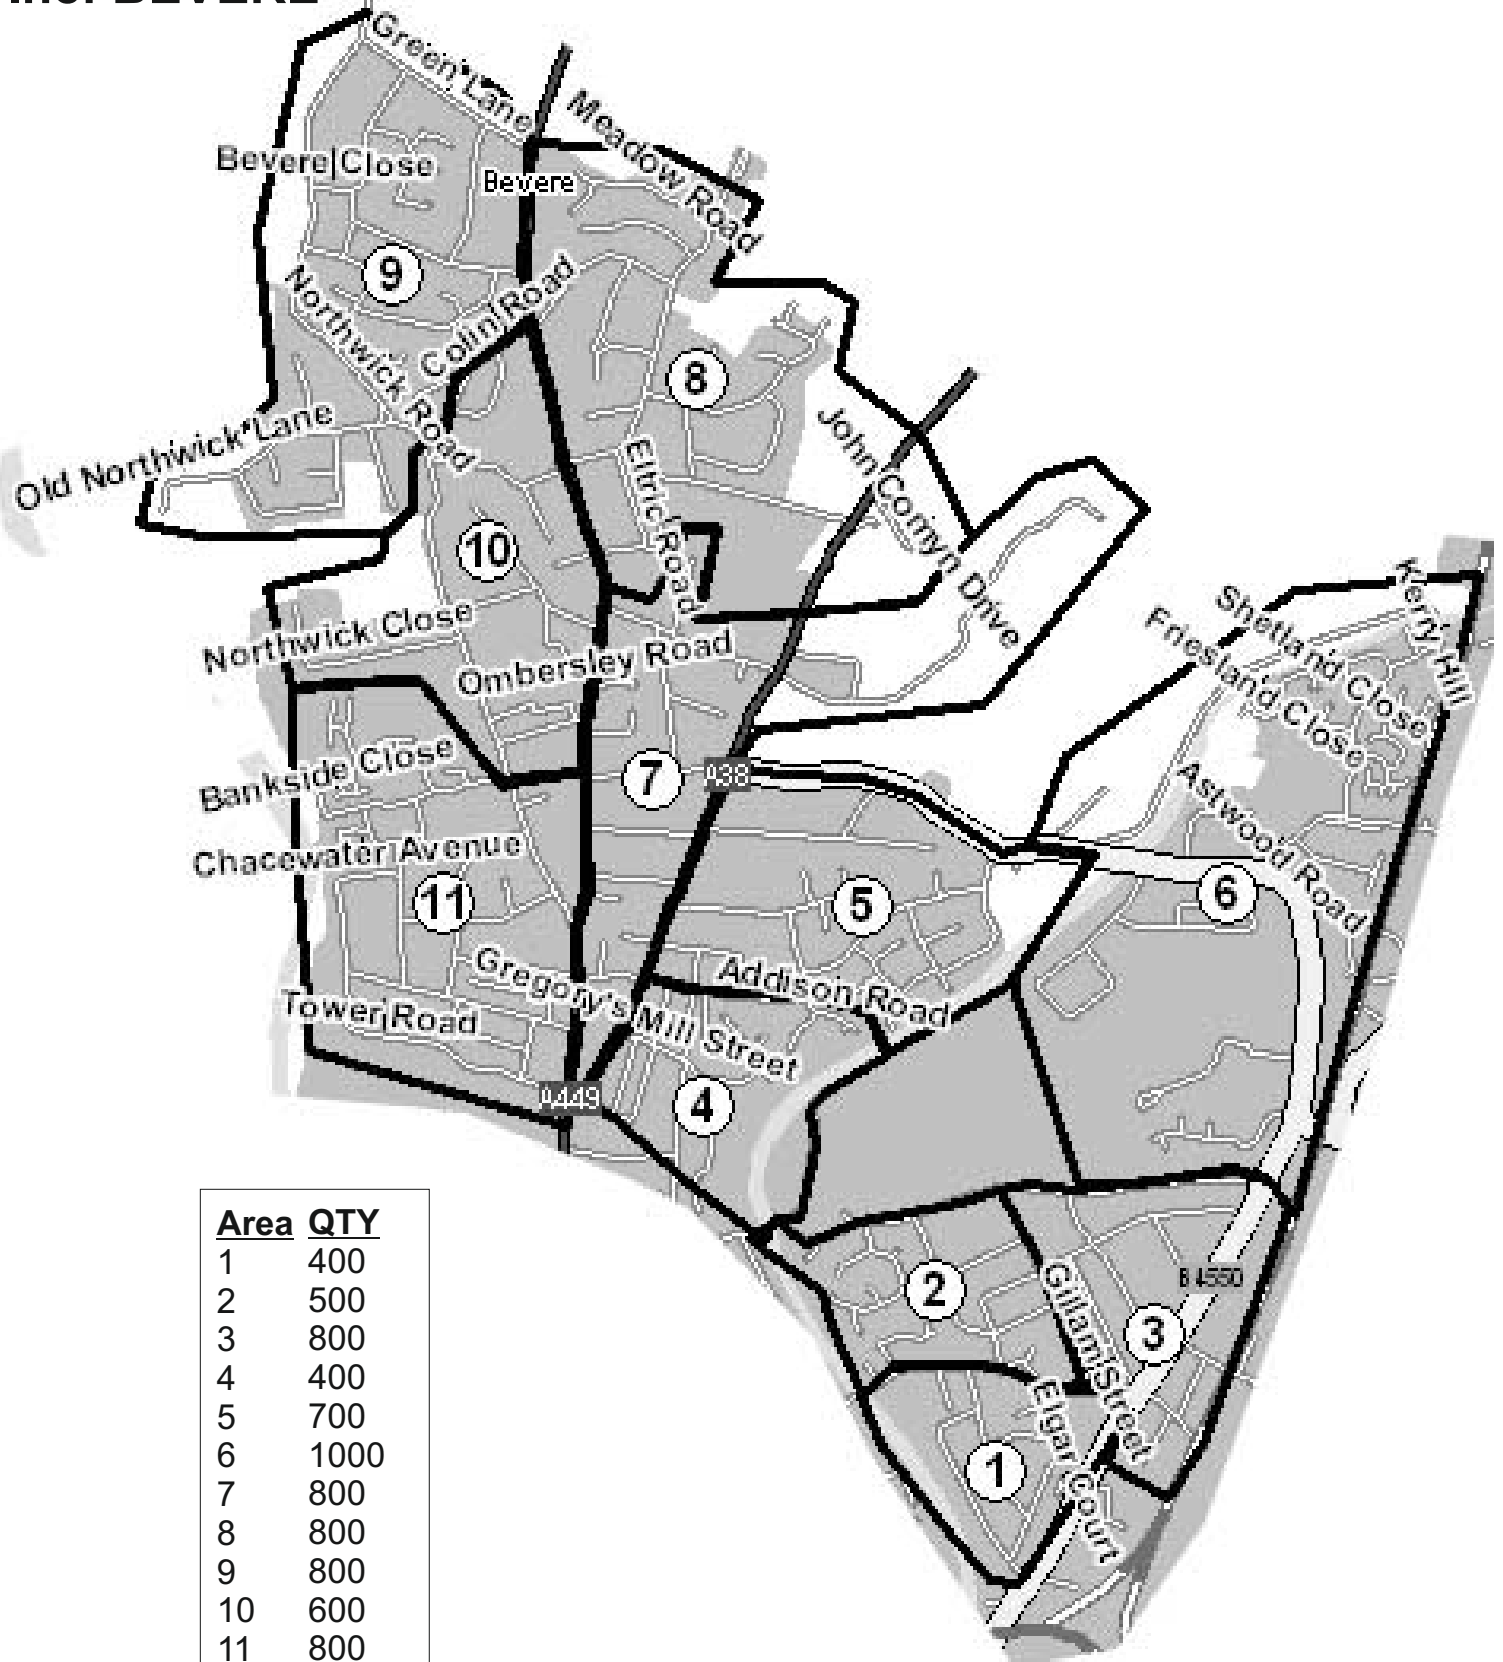 BEVERE
Green Lane
Meadow Road
Bevere Close
Bevere
9
Northwick Road
Colin Road
8
Old Northwick Lane
John Comyn Drive
Eltric Road
10
Kerry Hill
Shetland Close
Friesland Close
Northwick Close
Ombersley Road
Bankside Close
7
A38
Astwood Road
Chacewater Avenue
11
5
6
Gregory's Mill Street
Addison Road
Tower Road
A449
4
2
B4550
Gillam Street
3
Elgar Court
1
Area QTY
1 400
2 500
3 800
4 400
5 700
6 1000
7 800
8 800
9 800
10 600
11 800